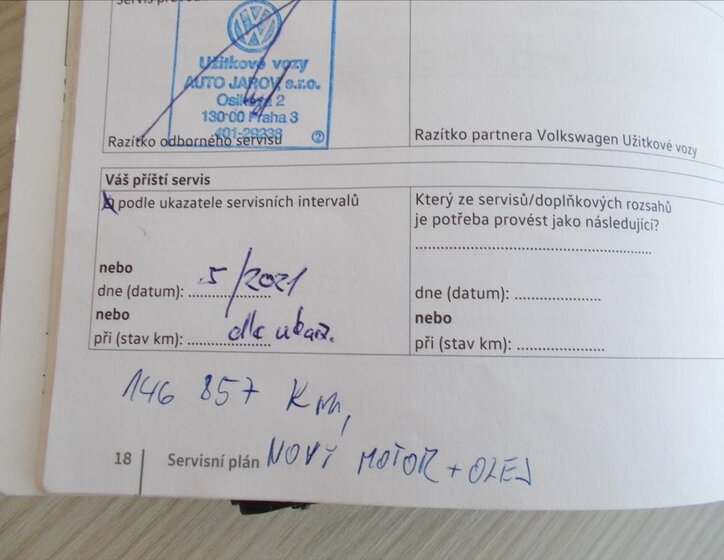 Užitkové vozy
AUTO JAROV, s.r.o.
Osiková 2
130 00 Praha 3
401-29338
Razítko odborného servisu
②
Razítko partnera Volkswagen Užitkové vozy
Váš příští servis
podle ukazatele servisních intervalů
Který ze servisů/doplňkových rozsahů
je potřeba provést jako následující?
nebo
dne (datum): 5/2021
dne (datum):
nebo
nebo
při (stav km): dle ukaz.
při (stav km):
146 857 Km,
NOVÝ MOTOR + OLEJ
18 Servisní plán